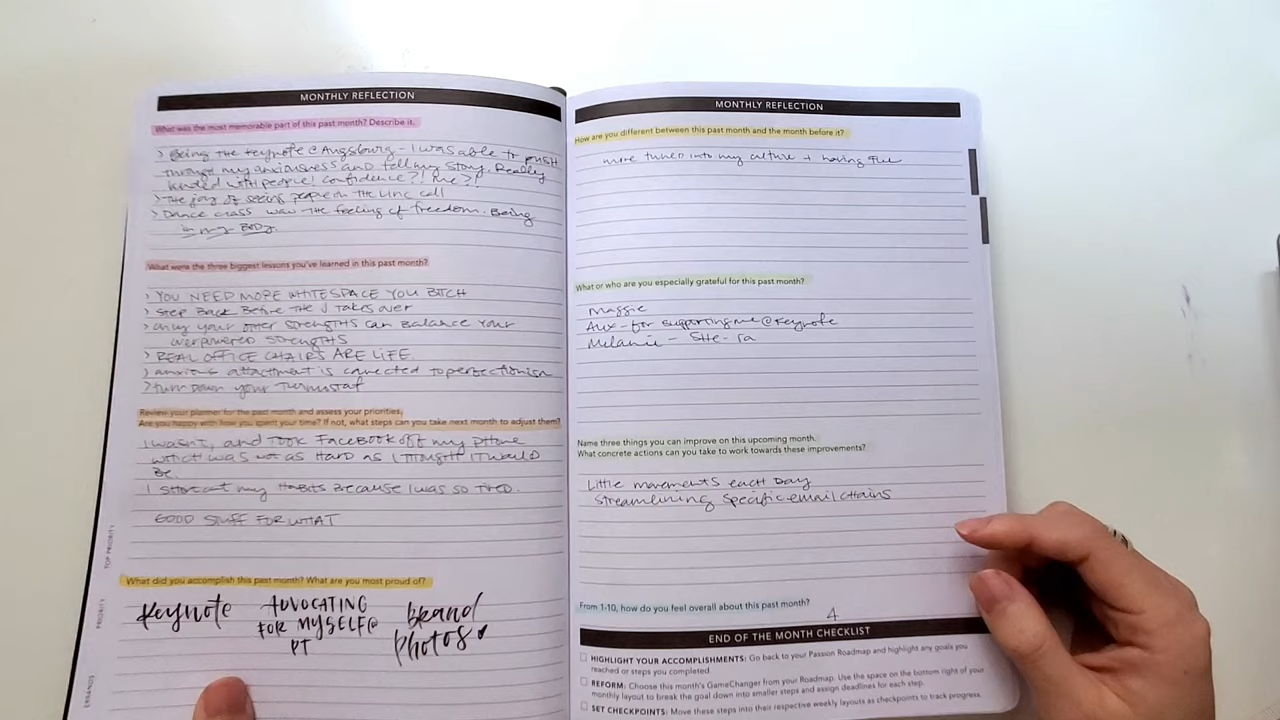 MONTHLY REFLECTION
What was the most memorable part of this past month? Describe it.
> Being the Keynote @ Augsburg - I was able to push
through my anxiousness and tell my story. Really
kinded with people! Confidence?! Me?!
> The joy of seeing people on the Linc call
> Dance class was the feeling of freedom. Being
in my BODY.
What were the three biggest lessons you've learned in this past month?
> YOU NEED MORE WHITESPACE YOU BITCH
> Step Back Before the J takes over
> only your other strengths can balance your
overpowered strengths
> REAL OFFICE CHAIRS ARE LIFE
> anxious attachment is connected to perfectionism
> turn down your Thermostat
Review your planner for the past month and assess your priorities.
Are you happy with how you spent your time? If not, what steps can you take next month to adjust them?
I wasn't, and took FaceBook off my phone
which was not as hard as I thought it would
Be.
I my Habits Because I was so tired.
GOOD STUFF FOR WHAT
What did you accomplish this past month? What are you most proud of?
Keynote ADVOCATING FOR MYSELF@ PT Brand Photos
TOP PRIORITY
PRIORITY
ERRANDS
MONTHLY REFLECTION
How are you different between this past month and the month before it?
more tuned into my culture + having fun
What or who are you especially grateful for this past month?
Maggie
Aux - for supporting me @ Keynote
Melanie - She-ra
Name three things you can improve on this upcoming month.
What concrete actions can you take to work towards these improvements?
Little movements each Day
Streamlining specific email chains
From 1-10, how do you feel overall about this past month?
4
END OF THE MONTH CHECKLIST
HIGHLIGHT YOUR ACCOMPLISHMENTS: Go back to your Passion Roadmap and highlight any goals you
reached or steps you completed.
REFORM: Choose this month's GameChanger from your Roadmap. Use the space on the bottom right of your
monthly layout to break the goal down into smaller steps and assign deadlines for each step.
SET CHECKPOINTS: Move these steps into their respective weekly layouts as checkpoints to track progress.